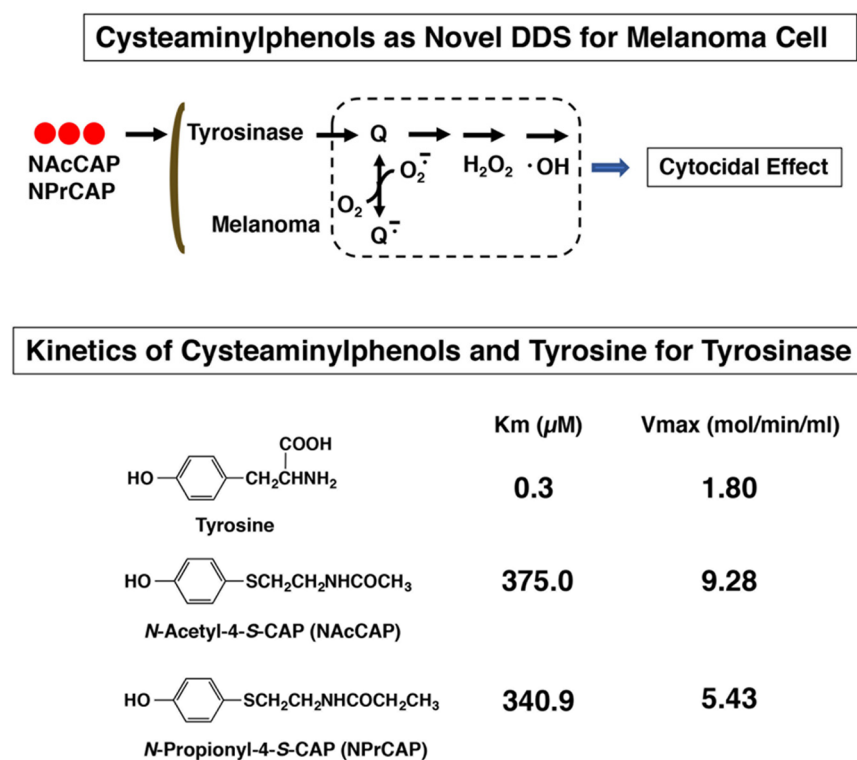 Cysteaminylphenols as Novel DDS for Melanoma Cell
NAcCAP
NPrCAP
Tyrosinase
Melanoma
Q
O₂
O₂⨪
Q⨪
H₂O₂
·OH
Cytocidal Effect
Kinetics of Cysteaminylphenols and Tyrosine for Tyrosinase
Km (µM) Vmax (mol/min/ml)
COOH
HO CH₂CHNH₂ 0.3 1.80
Tyrosine
HO SCH₂CH₂NHCOCH₃ 375.0 9.28
N-Acetyl-4-S-CAP (NAcCAP)
HO SCH₂CH₂NHCOCH₂CH₃ 340.9 5.43
N-Propionyl-4-S-CAP (NPrCAP)